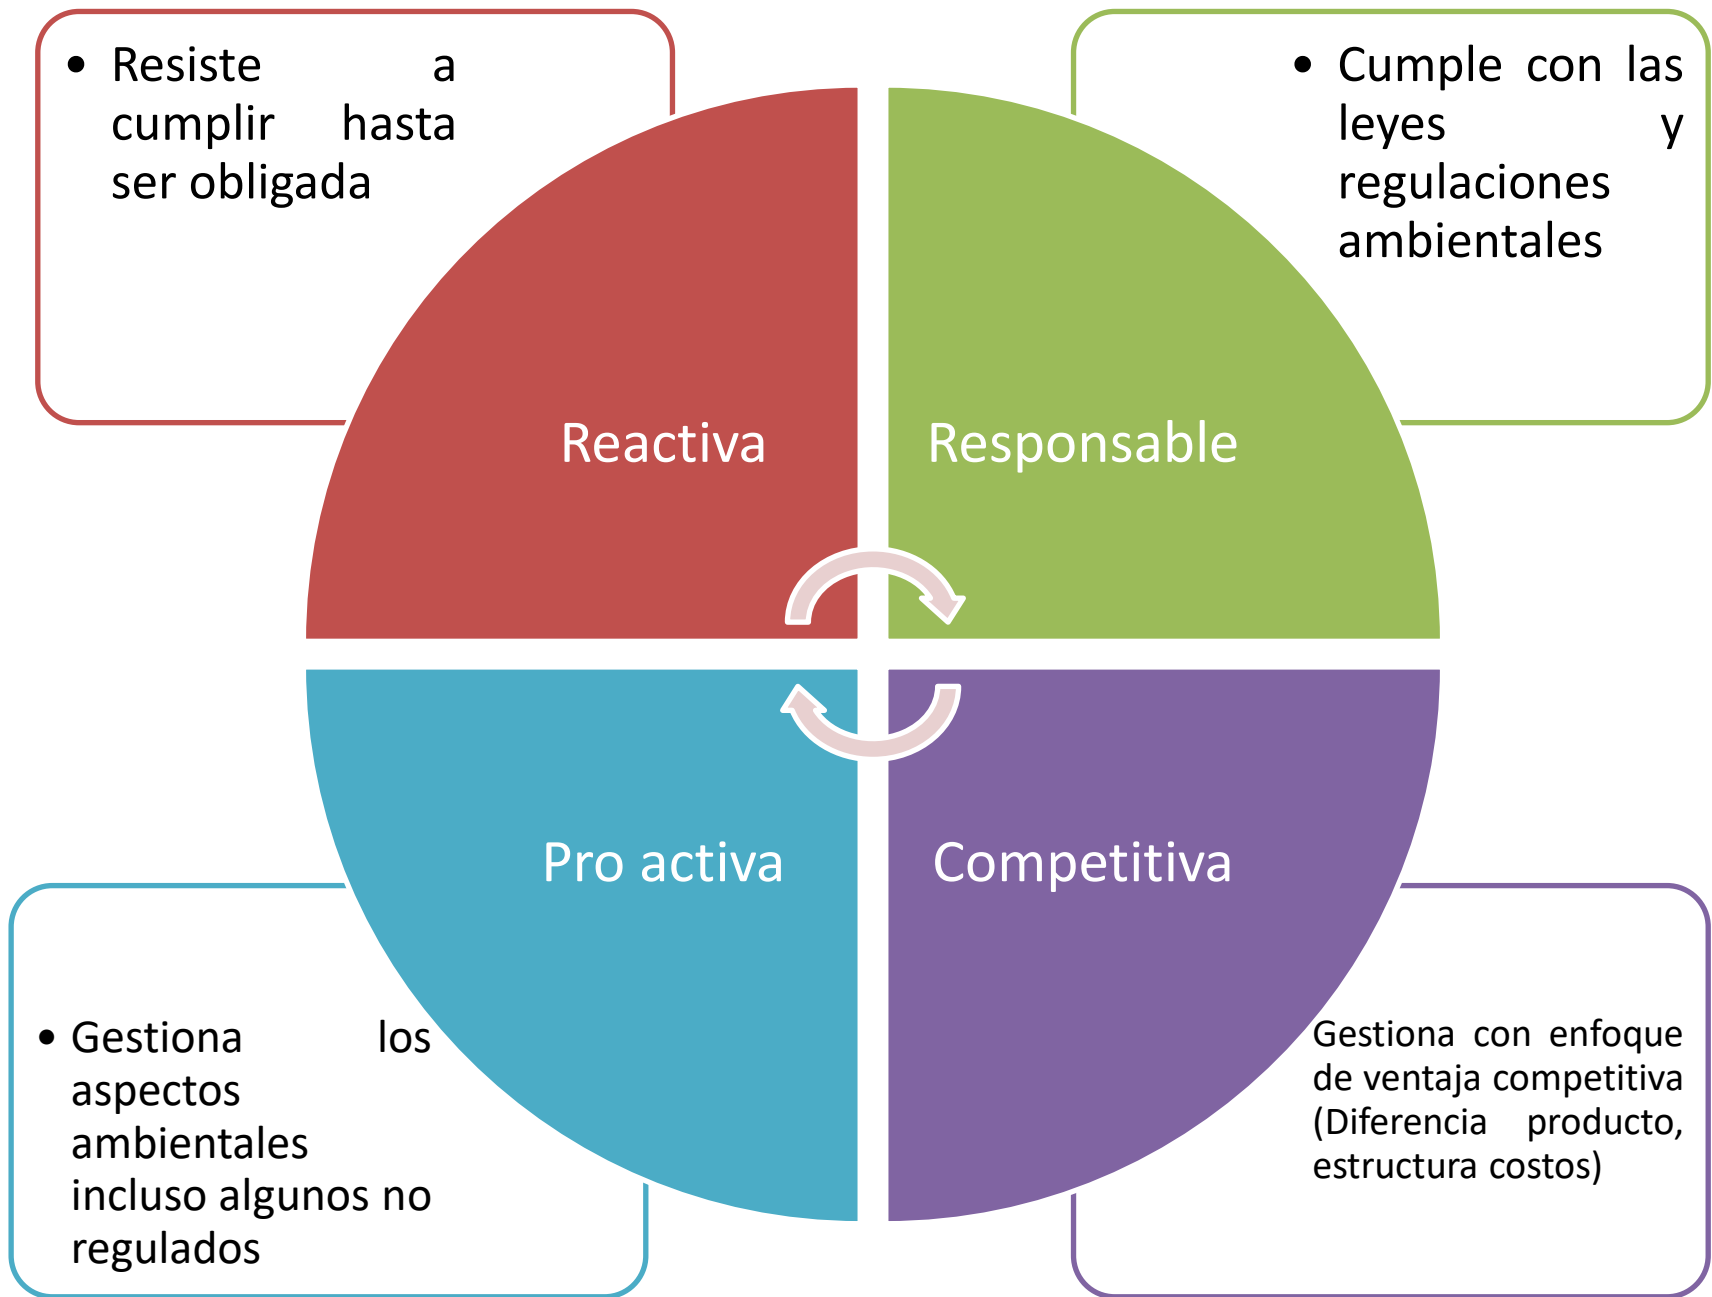 • Resiste a
cumplir hasta
ser obligada
• Cumple con las
leyes y
regulaciones
ambientales
Reactiva
Responsable
Pro activa
Competitiva
• Gestiona los
aspectos
ambientales
incluso algunos no
regulados
Gestiona con enfoque
de ventaja competitiva
(Diferencia producto,
estructura costos)